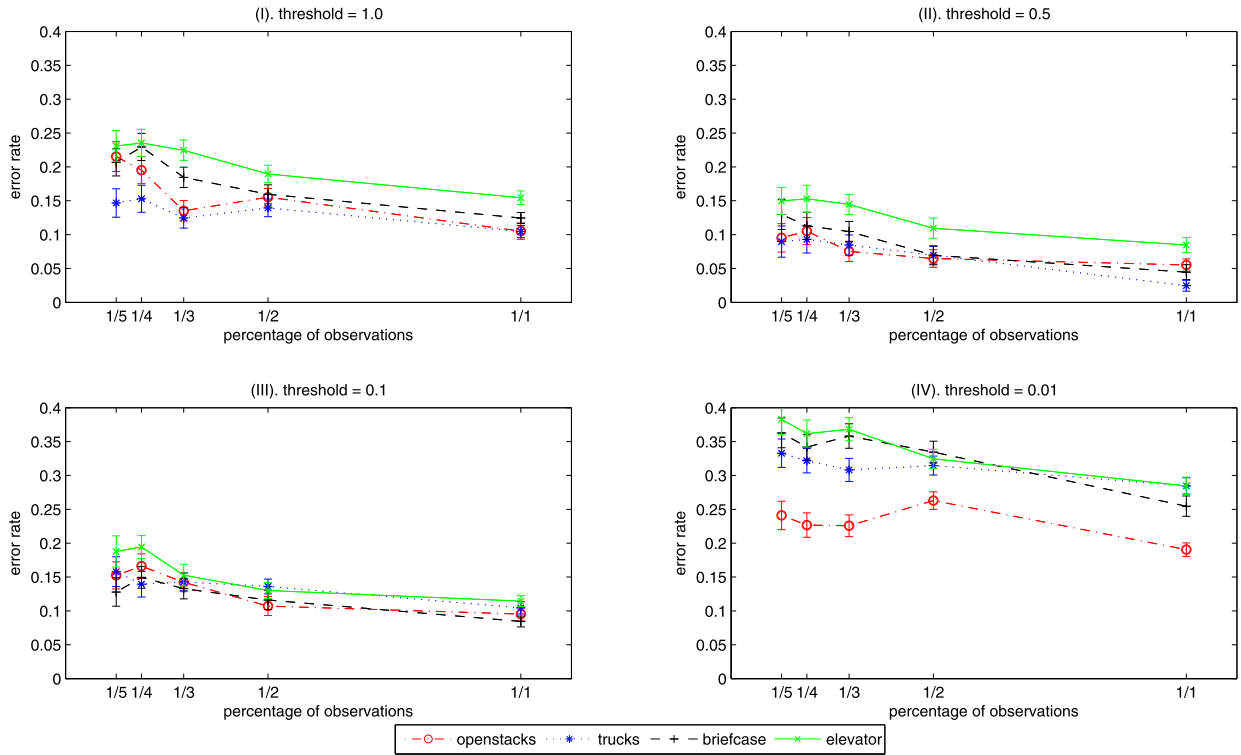 (I). threshold = 1.0
0.4
0.35
0.3
0.25
0.2
0.15
0.1
0.05
0
error rate
1/5 1/4 1/3 1/2 1/1
percentage of observations
(II). threshold = 0.5
0.4
0.35
0.3
0.25
0.2
0.15
0.1
0.05
0
error rate
1/5 1/4 1/3 1/2 1/1
percentage of observations
(III). threshold = 0.1
0.4
0.35
0.3
0.25
0.2
0.15
0.1
0.05
0
error rate
1/5 1/4 1/3 1/2 1/1
percentage of observations
(IV). threshold = 0.01
0.4
0.35
0.3
0.25
0.2
0.15
0.1
0.05
0
error rate
1/5 1/4 1/3 1/2 1/1
percentage of observations
openstacks trucks briefcase elevator